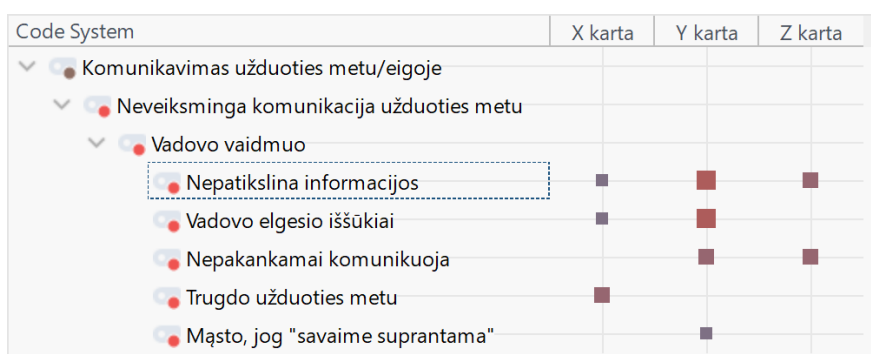 Code System X karta Y karta Z karta
Komunikavimas užduoties metu/eigoje
Neveiksminga komunikacija užduoties metu
Vadovo vaidmuo
Nepatikslina informacijos
Vadovo elgesio iššūkiai
Nepakankamai komunikuoja
Trugdo užduoties metu
Mąsto, jog "savaime suprantama"